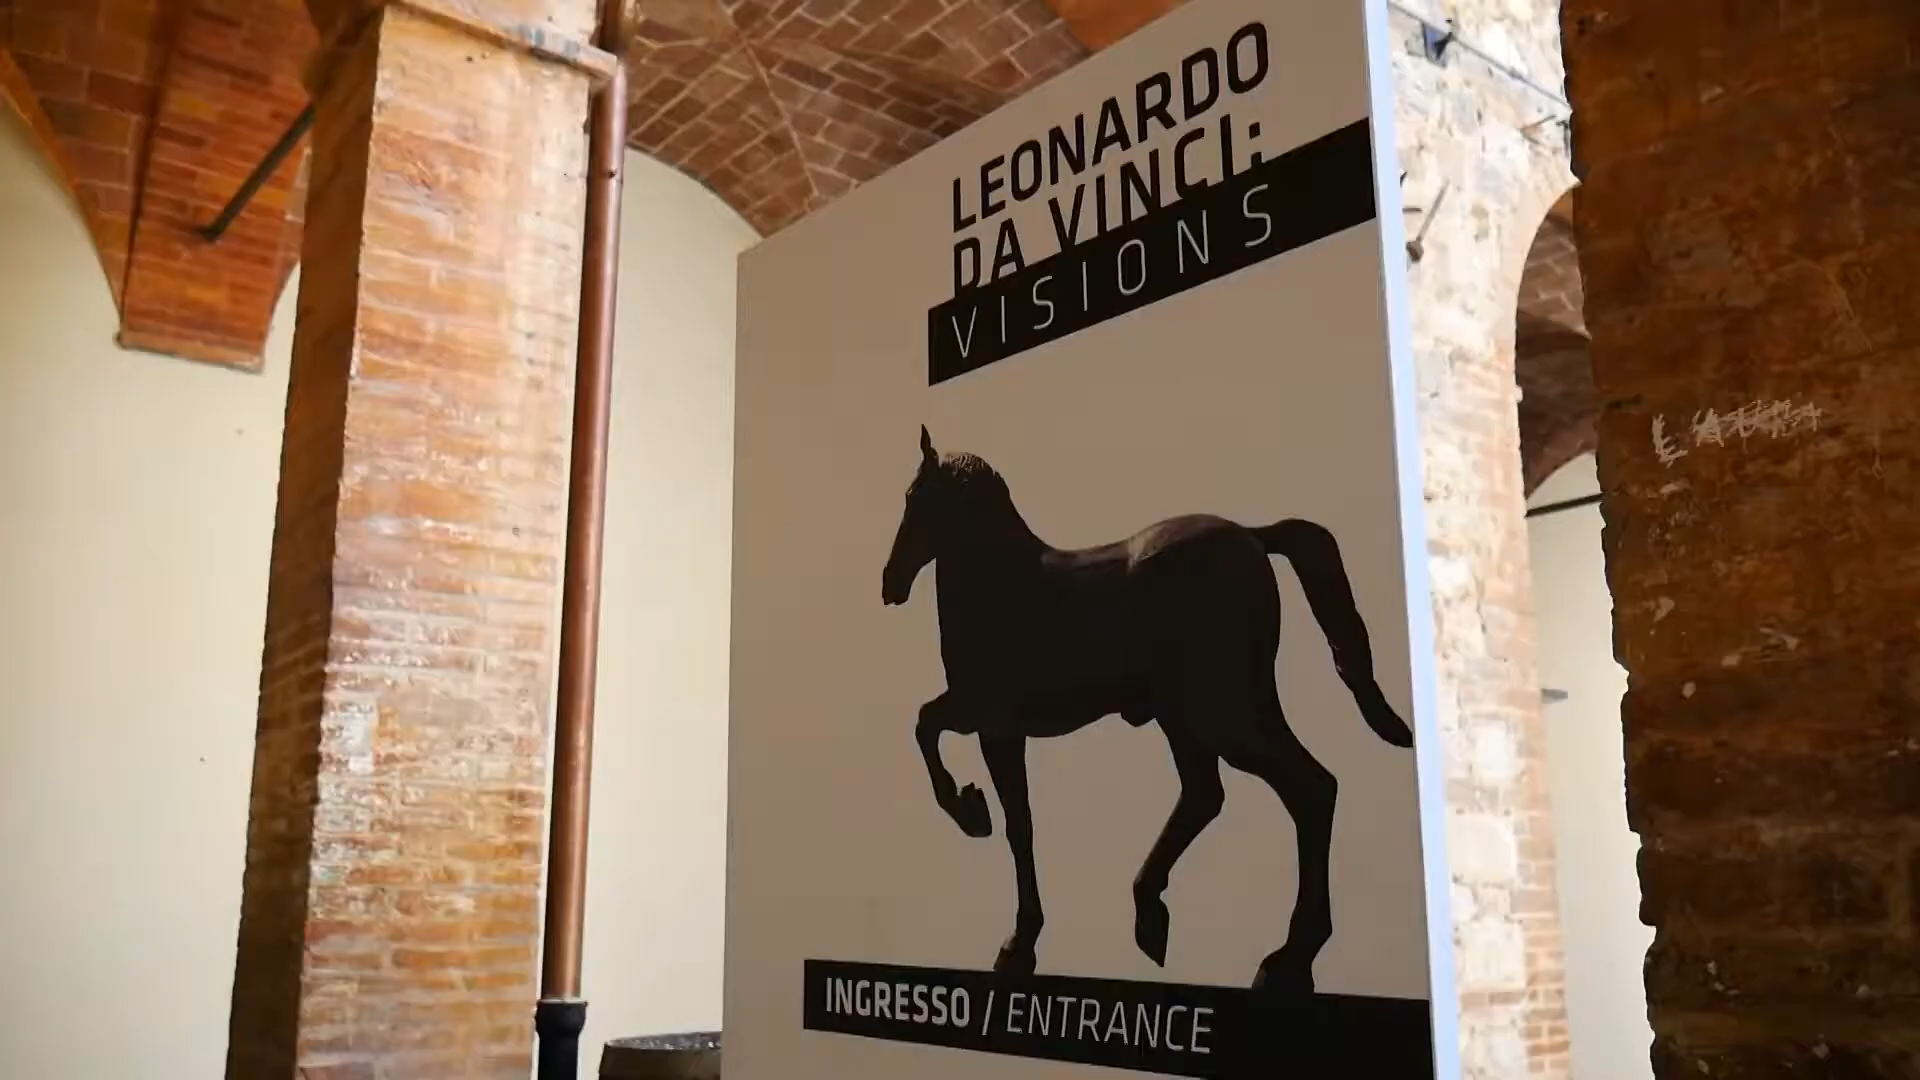 LEONARDO
DA VINCI:
VISIONS
INGRESSO / ENTRANCE